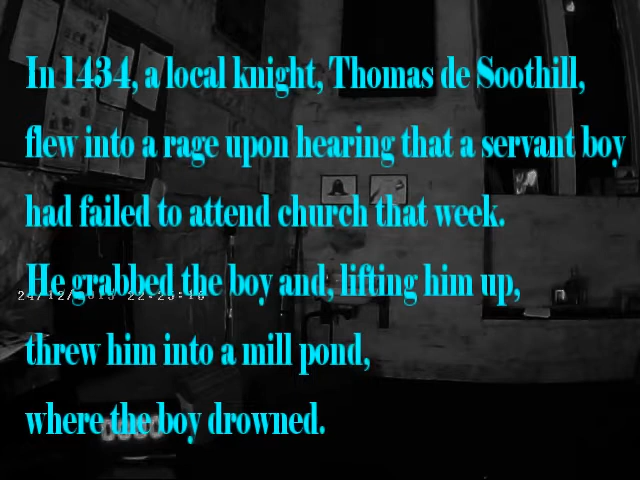 In 1434, a local knight, Thomas de Soothill,
flew into a rage upon hearing that a servant boy
had failed to attend church that week.
He grabbed the boy and, lifting him up,
threw him into a mill pond,
where the boy drowned.